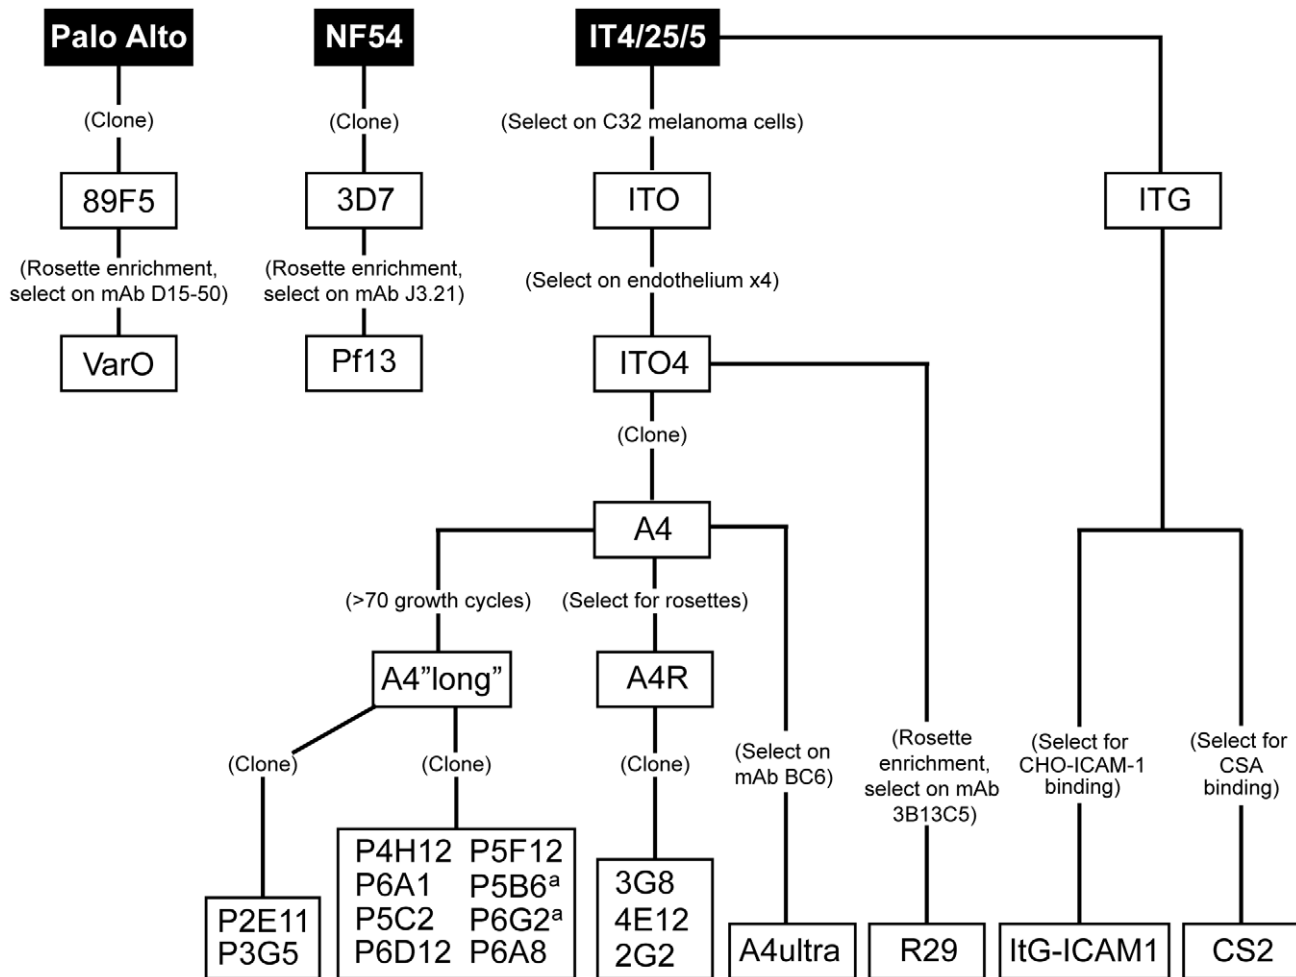 Palo Alto
NF54
IT4/25/5
(Clone)
(Clone)
(Select on C32 melanoma cells)
89F5
3D7
ITO
ITG
(Rosette enrichment,
select on mAb D15-50)
(Rosette enrichment,
select on mAb J3.21)
(Select on endothelium x4)
VarO
Pf13
ITO4
(Clone)
A4
(>70 growth cycles)
(Select for rosettes)
A4”long”
A4R
(Clone)
(Clone)
(Clone)
(Select on
mAb BC6)
(Rosette
enrichment,
select on mAb
3B13C5)
(Select for
CHO-ICAM-1
binding)
(Select for
CSA
binding)
P2E11
P3G5
P4H12 P5F12
P6A1 P5B6ᵃ
P5C2 P6G2ᵃ
P6D12 P6A8
3G8
4E12
2G2
A4ultra
R29
ItG-ICAM1
CS2